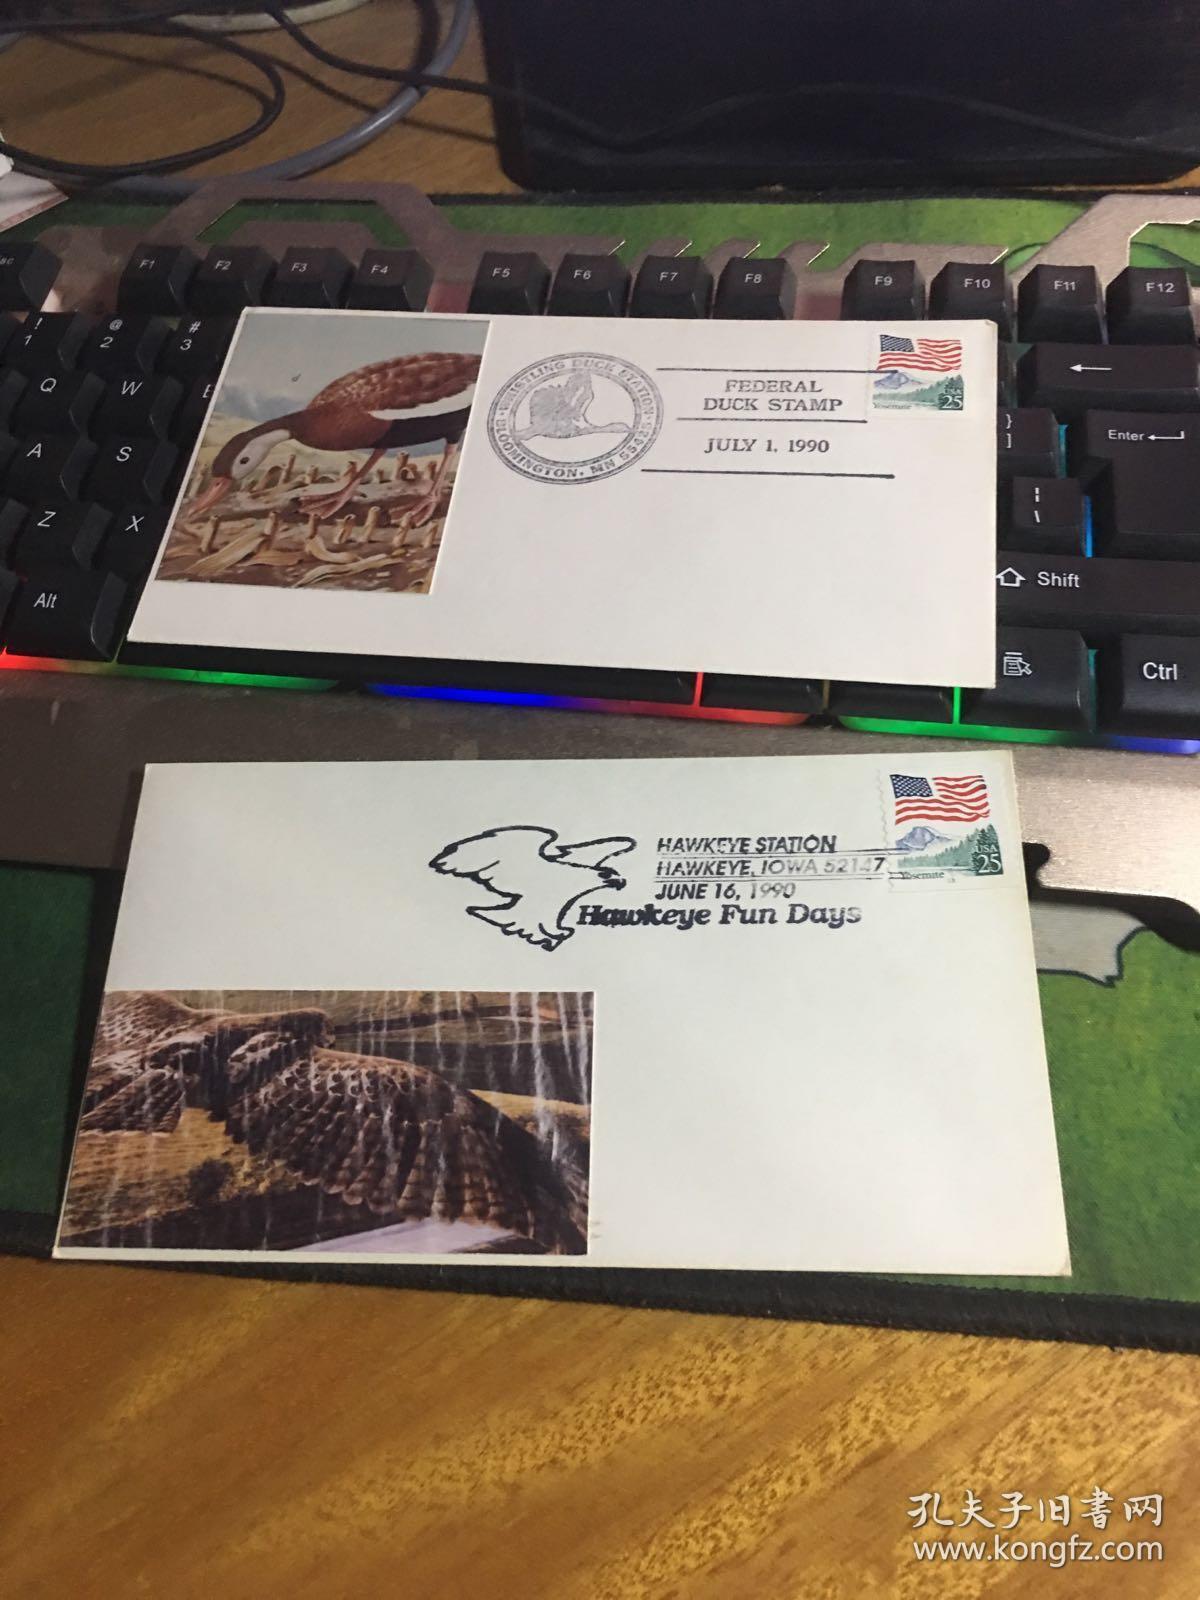 F1 F2 F3 F4 F5 F6 F7 F8 F9 F10 F11 F12
! 1 @ 2 # 3
Q W
A S
Z X
Alt
} ]
Enter
| \
Shift
Ctrl
WHISTLING DUCK STATION
BLOOMINGTON, MN 55425
FEDERAL
DUCK STAMP
JULY 1, 1990
Yosemite
USA
25
HAWKEYE STATION
HAWKEYE, IOWA 52147
JUNE 16, 1990
Hawkeye Fun Days
Yosemite
USA
25
孔夫子旧书网
www.kongfz.com